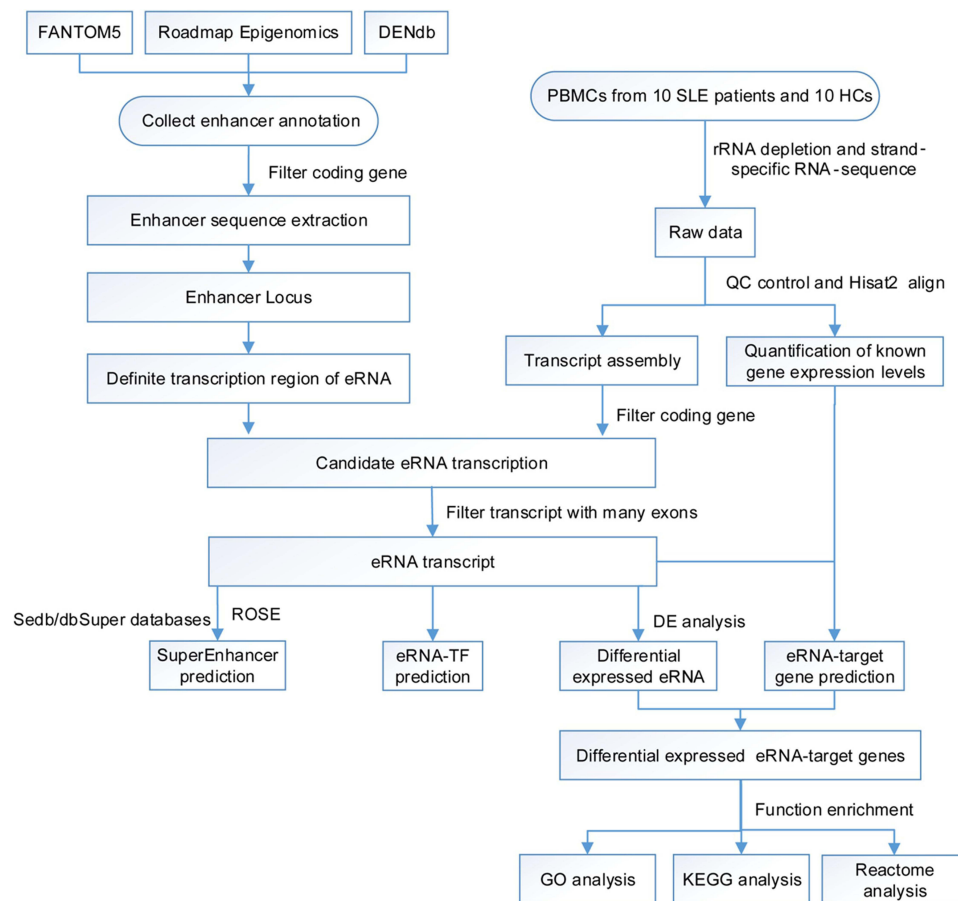 FANTOM5
Roadmap Epigenomics
DENdb
Collect enhancer annotation
PBMCs from 10 SLE patients and 10 HCs
Filter coding gene
rRNA depletion and strand-
specific RNA-sequence
Enhancer sequence extraction
Raw data
Enhancer Locus
QC control and Hisat2 align
Definite transcription region of eRNA
Transcript assembly
Quantification of known
gene expression levels
Filter coding gene
Candidate eRNA transcription
Filter transcript with many exons
eRNA transcript
Sedb/dbSuper databases
ROSE
DE analysis
SuperEnhancer
prediction
eRNA-TF
prediction
Differential
expressed eRNA
eRNA-target
gene prediction
Differential expressed eRNA-target genes
Function enrichment
GO analysis
KEGG analysis
Reactome
analysis